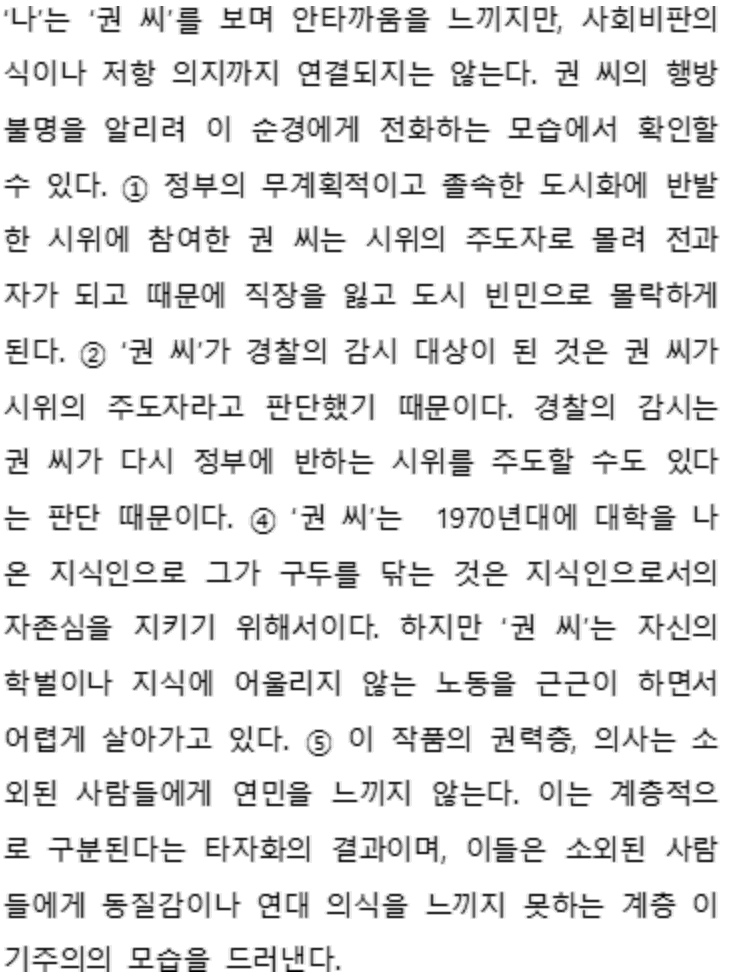 ‘나’는 ‘권 씨’를 보며 안타까움을 느끼지만, 사회비판의
식이나 저항 의지까지 연결되지는 않는다. 권 씨의 행방
불명을 알리려 이 순경에게 전화하는 모습에서 확인할
수 있다. ① 정부의 무계획적이고 졸속한 도시화에 반발
한 시위에 참여한 권 씨는 시위의 주도자로 몰려 전과
자가 되고 때문에 직장을 잃고 도시 빈민으로 몰락하게
된다. ② ‘권 씨’가 경찰의 감시 대상이 된 것은 권 씨가
시위의 주도자라고 판단했기 때문이다. 경찰의 감시는
권 씨가 다시 정부에 반하는 시위를 주도할 수도 있다
는 판단 때문이다. ④ ‘권 씨’는 1970년대에 대학을 나
온 지식인으로 그가 구두를 닦는 것은 지식인으로서의
자존심을 지키기 위해서이다. 하지만 ‘권 씨’는 자신의
학벌이나 지식에 어울리지 않는 노동을 근근이 하면서
어렵게 살아가고 있다. ⑤ 이 작품의 권력층, 의사는 소
외된 사람들에게 연민을 느끼지 않는다. 이는 계층적으
로 구분된다는 타자화의 결과이며, 이들은 소외된 사람
들에게 동질감이나 연대 의식을 느끼지 못하는 계층 이
기주의의 모습을 드러낸다.